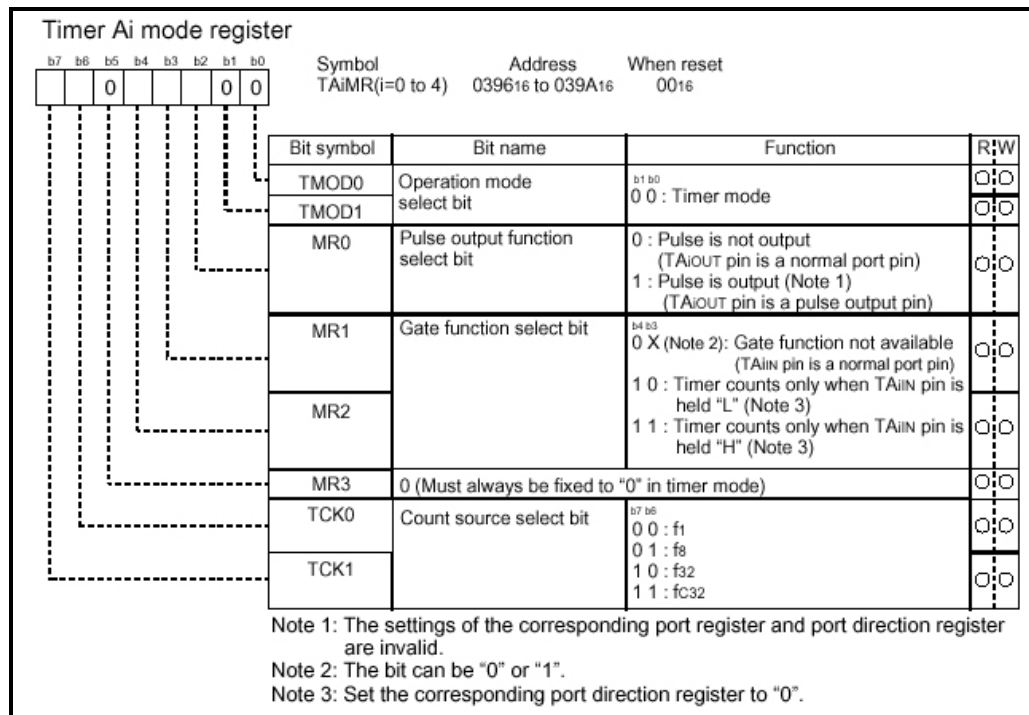 Timer Ai mode register
b7 b6 b5 b4 b3 b2 b1 b0
0 0 0
Symbol Address When reset
TAiMR(i=0 to 4) 039616 to 039A16 0016
Bit symbol Bit name Function R W
TMOD0 Operation mode select bit b1 b0
0 0 : Timer mode
TMOD1
MR0 Pulse output function select bit 0 : Pulse is not output
(TAiOUT pin is a normal port pin)
1 : Pulse is output (Note 1)
(TAiOUT pin is a pulse output pin)
MR1 Gate function select bit b4 b3
0 X (Note 2): Gate function not available
(TAiIN pin is a normal port pin)
1 0 : Timer counts only when TAiIN pin is
held “L” (Note 3)
MR2
1 1 : Timer counts only when TAiIN pin is
held “H” (Note 3)
MR3 0 (Must always be fixed to “0” in timer mode)
TCK0 Count source select bit b7 b6
0 0 : f1
0 1 : f8
TCK1 1 0 : f32
1 1 : fC32
Note 1: The settings of the corresponding port register and port direction register
are invalid.
Note 2: The bit can be “0” or “1”.
Note 3: Set the corresponding port direction register to “0”.